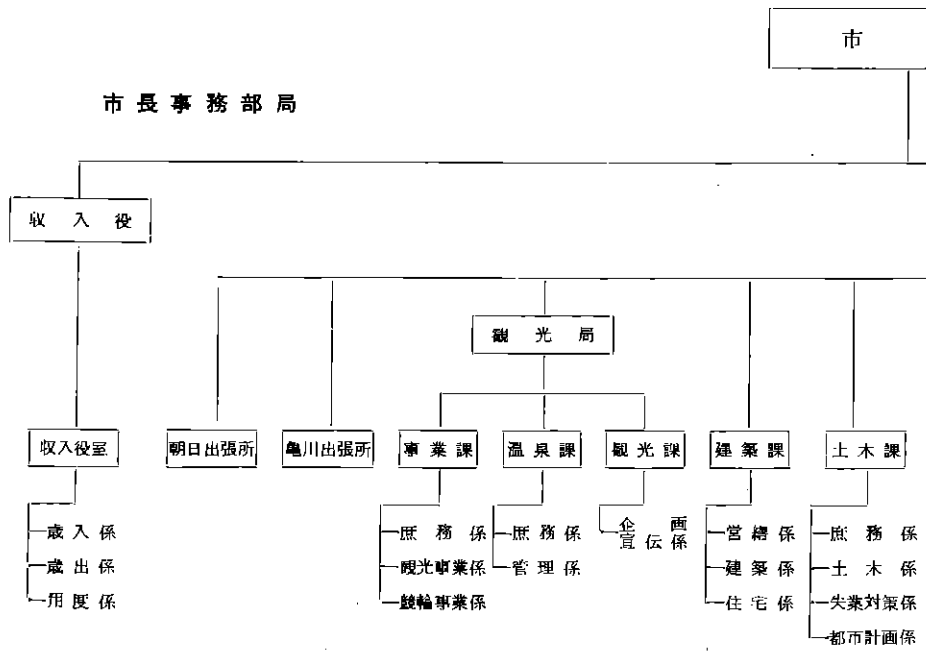 市
市長事務部局
収入役
観光局
収入役室 朝日出張所 亀川出張所 事業課 温泉課 観光課 建築課 土木課
歳入係
歳出係
用度係
庶務係
観光事業係
競輪事業係
庶務係
管理係
企画
宣伝係
営繕係
建築係
住宅係
庶務係
土木係
失業対策係
都市計画係